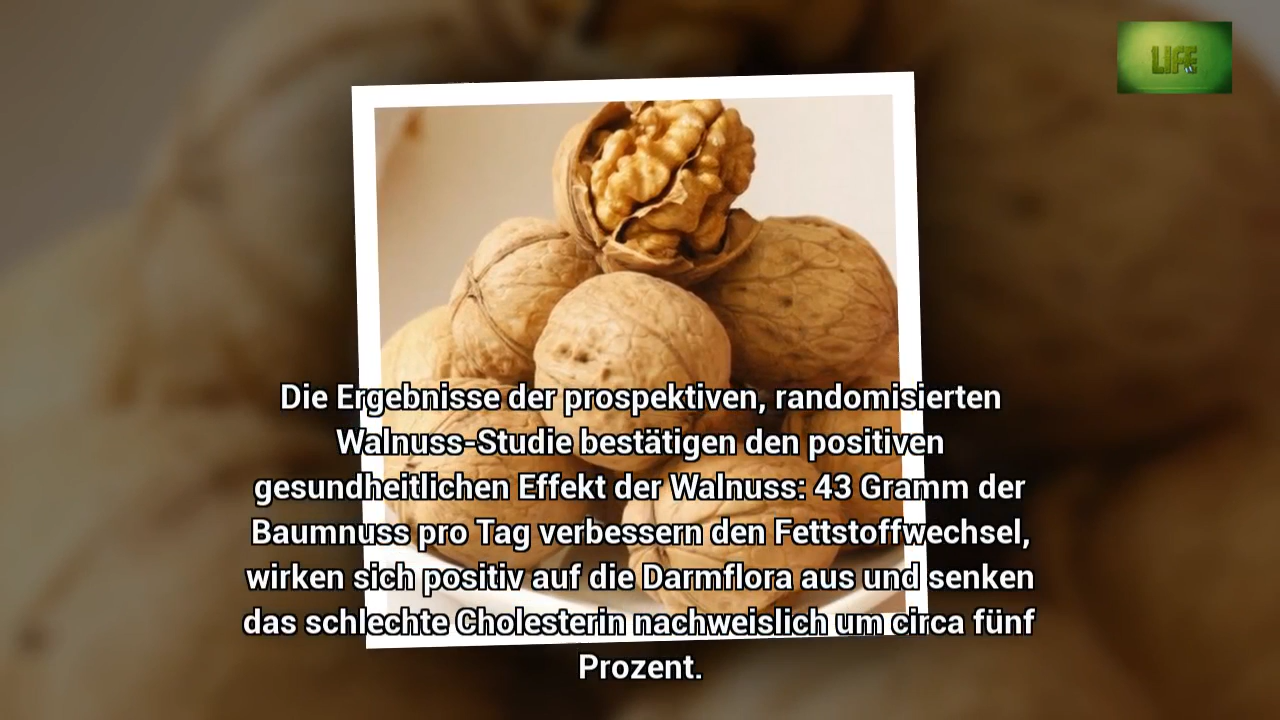 LIFE
Die Ergebnisse der prospektiven, randomisierten
Walnuss-Studie bestätigen den positiven
gesundheitlichen Effekt der Walnuss: 43 Gramm der
Baumnuss pro Tag verbessern den Fettstoffwechsel,
wirken sich positiv auf die Darmflora aus und senken
das schlechte Cholesterin nachweislich um circa fünf
Prozent.